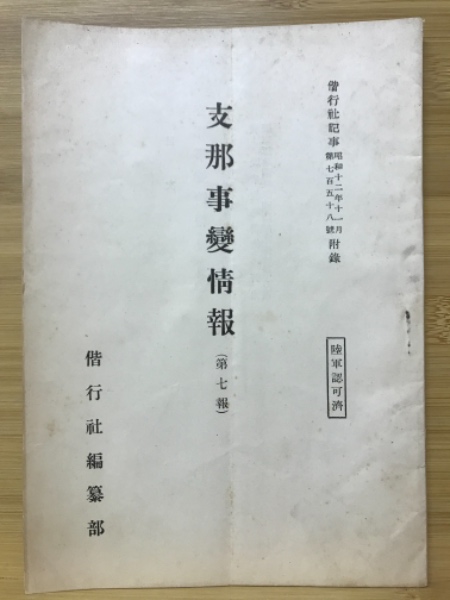 偕行社記事 昭和十二年十一月 第七百五十八號 附錄
陸軍認可濟
支那事變情報
(第七報)
偕行社編纂部